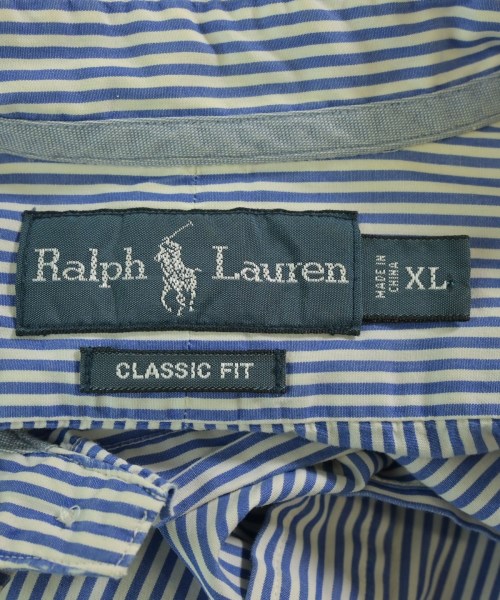 Ralph Lauren
MADE IN
CHINA
XL
CLASSIC FIT